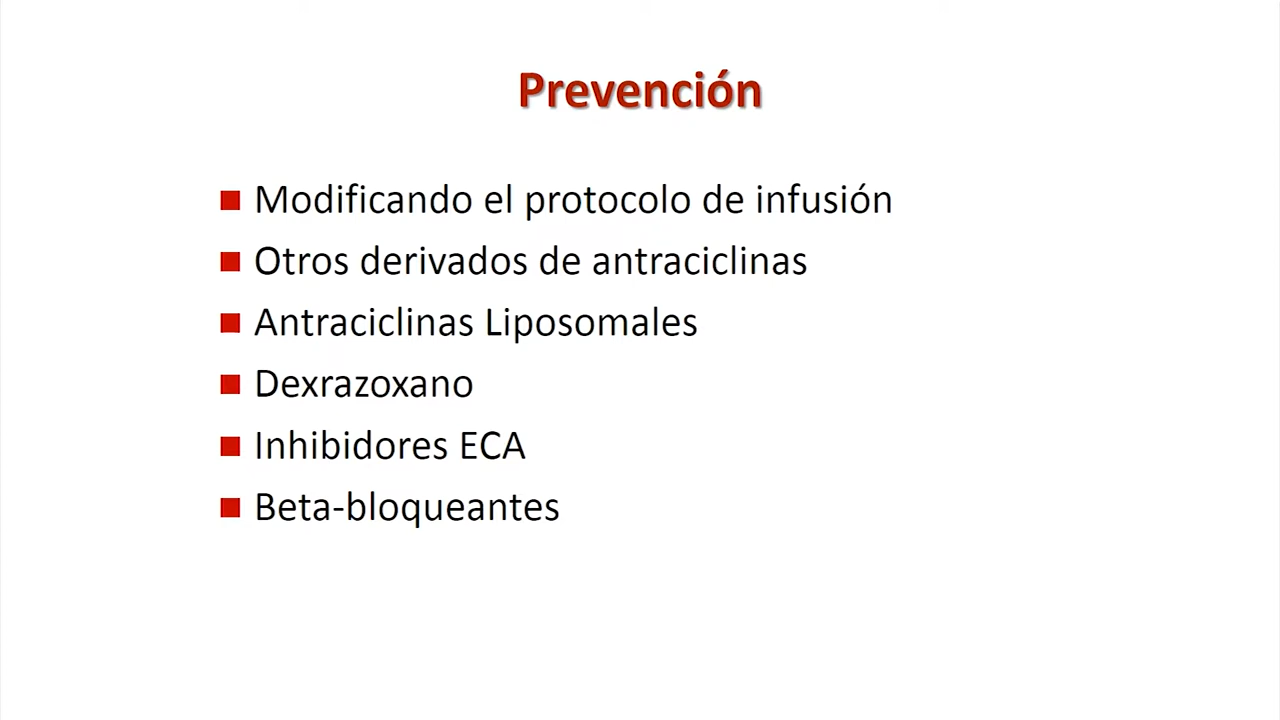 Prevención
Modificando el protocolo de infusión
Otros derivados de antraciclinas
Antraciclinas Liposomales
Dexrazoxano
Inhibidores ECA
Beta-bloqueantes